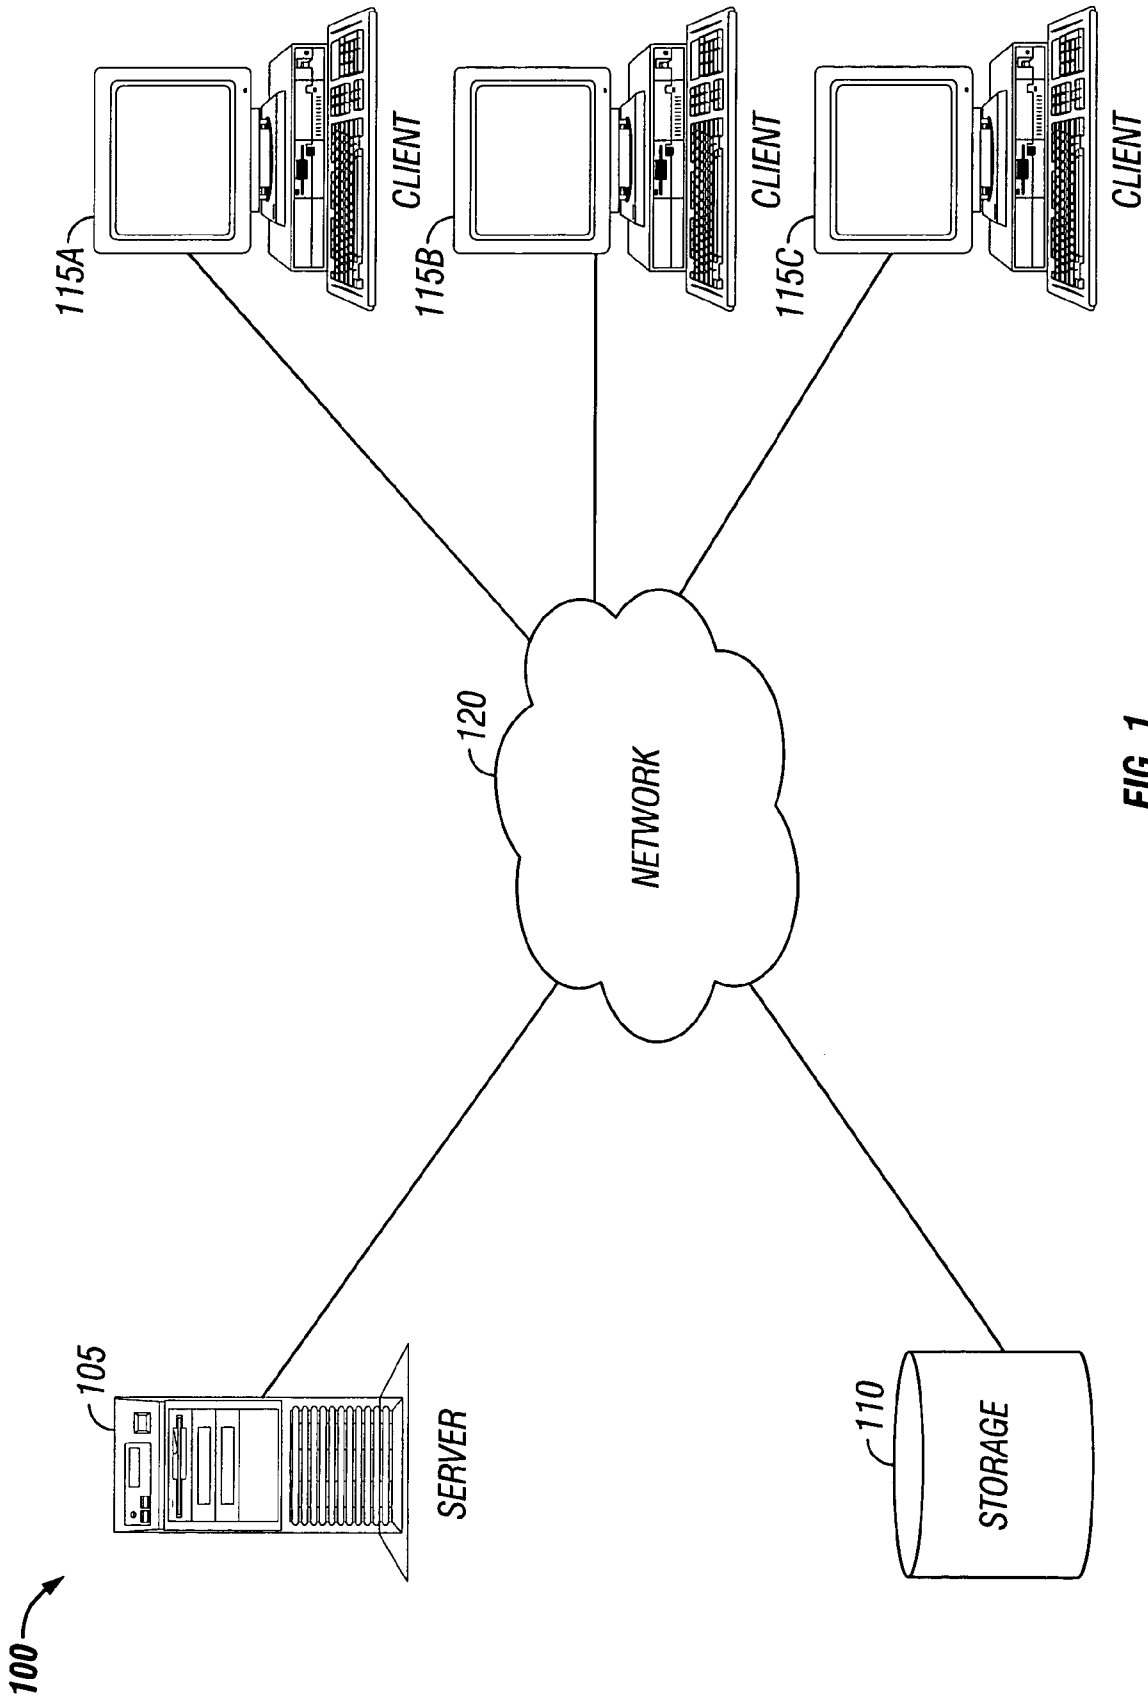 100
105
SERVER
110
STORAGE
120
NETWORK
115A
CLIENT
115B
CLIENT
115C
CLIENT
FIG. 1